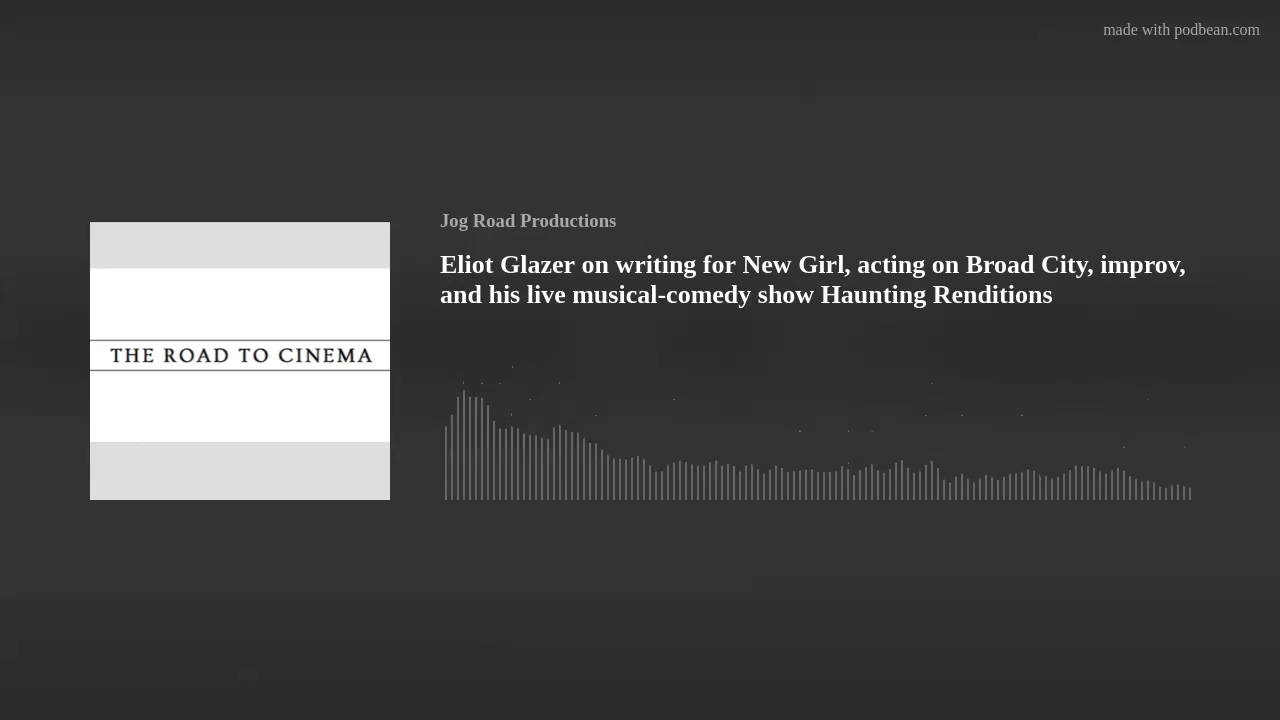 made with podbean.com
Jog Road Productions
Eliot Glazer on writing for New Girl, acting on Broad City, improv,
and his live musical-comedy show Haunting Renditions
THE ROAD TO CINEMA